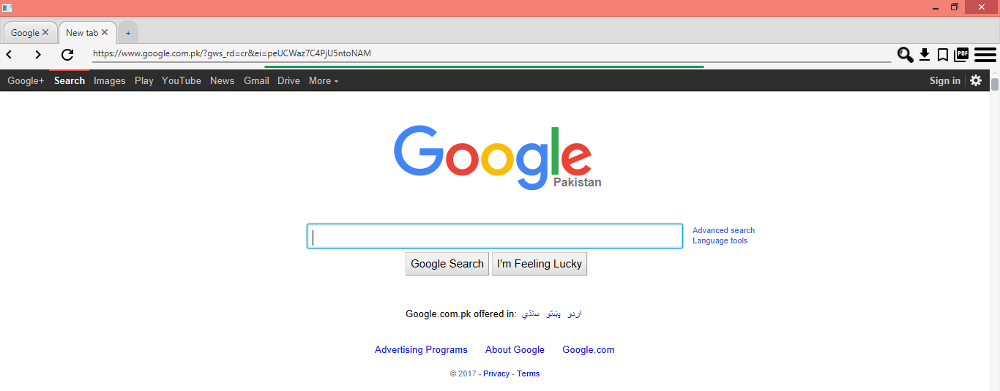 Google New tab +
https://www.google.com.pk/?gws_rd=cr&ei=peUCWaz7C4PjU5ntoNAM PDF
Google+ Search Images Play YouTube News Gmail Drive More Sign in
Google
Pakistan
Advanced search
Language tools
Google Search I'm Feeling Lucky
Google.com.pk offered in: اردو پښتو سنڌي
Advertising Programs About Google Google.com
© 2017 - Privacy - Terms